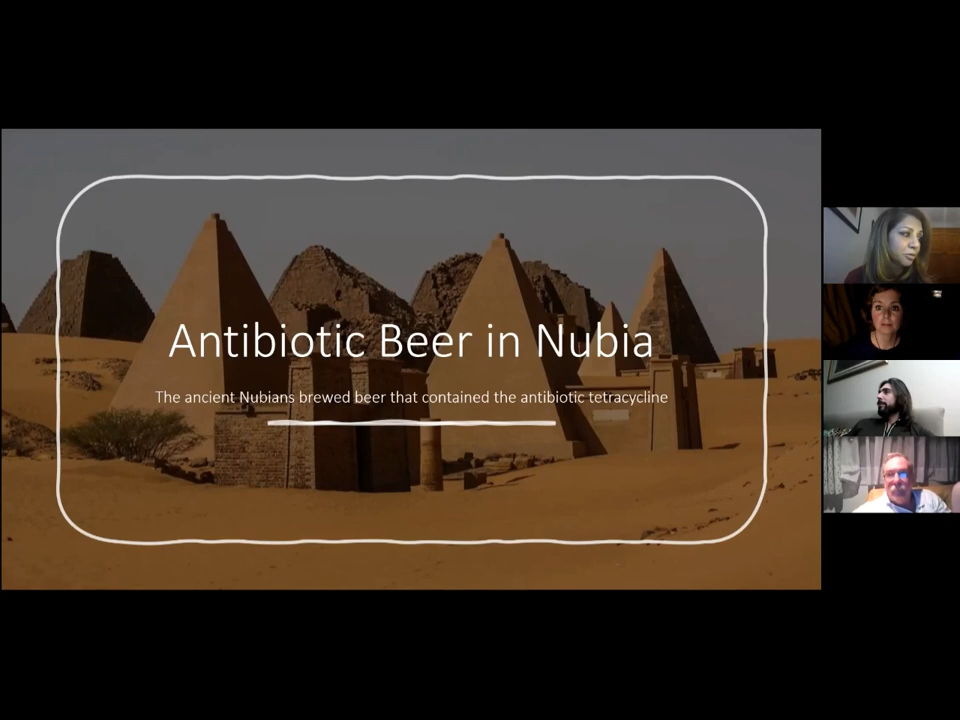 Antibiotic Beer in Nubia
The ancient Nubians brewed beer that contained the antibiotic tetracycline